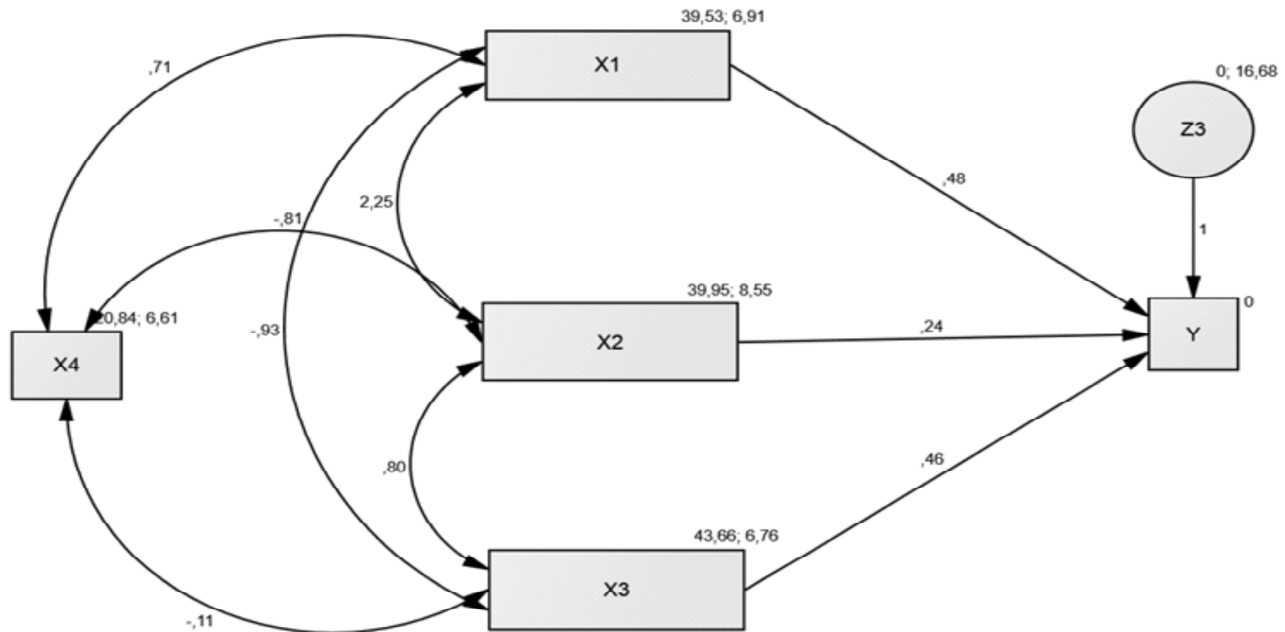 39,53; 6,91
X1
,71
0; 16,68
Z3
,48
2,25
-,81
1
39,95; 8,55
0
20,84; 6,61
-,93
X2
,24
Y
X4
,80
,46
43,66; 6,76
X3
-,11